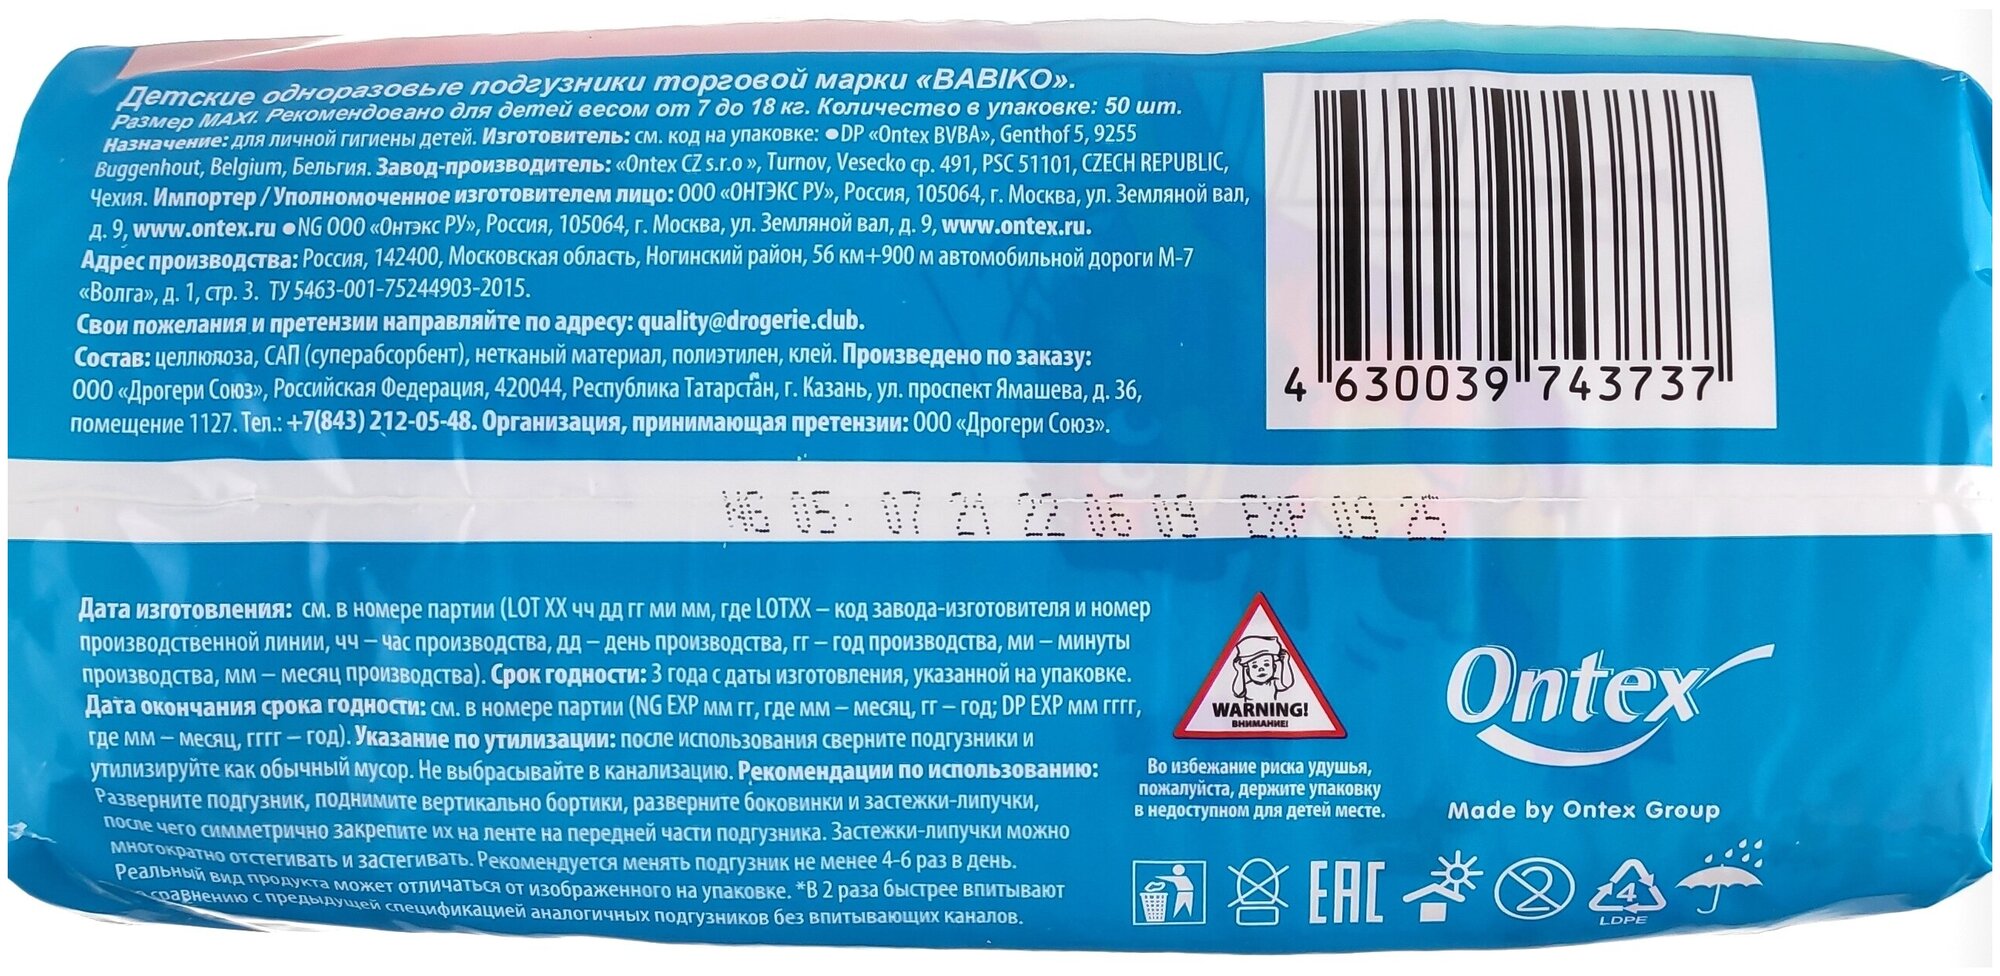 Детские одноразовые подгузники торговой марки «BABIKO».
Размер MAXI. Рекомендовано для детей весом от 7 до 18 кг. Количество в упаковке: 50 шт.
Назначение: для личной гигиены детей. Изготовитель: см. код на упаковке: ●DP «Ontex BVBA», Genthof 5, 9255
Buggenhout, Belgium, Бельгия. Завод-производитель: «Ontex CZ s.r.o », Turnov, Vesecko cp. 491, PSC 51101, CZECH REPUBLIC,
Чехия. Импортер / Уполномоченное изготовителем лицо: ООО «ОНТЭКС РУ», Россия, 105064, г. Москва, ул. Земляной вал,
д. 9, www.ontex.ru ●NG ООО «Онтэкс РУ», Россия, 105064, г. Москва, ул. Земляной вал, д. 9, www.ontex.ru.
Адрес производства: Россия, 142400, Московская область, Ногинский район, 56 км+900 м автомобильной дороги М-7
«Волга», д. 1, стр. 3. ТУ 5463-001-75244903-2015.
Свои пожелания и претензии направляйте по адресу: quality@drogerie.club.
Состав: целлюлоза, САП (суперабсорбент), нетканый материал, полиэтилен, клей. Произведено по заказу:
ООО «Дрогери Союз», Российская Федерация, 420044, Республика Татарстан, г. Казань, ул. проспект Ямашева, д. 36,
помещение 1127. Тел.: +7(843) 212-05-48. Организация, принимающая претензии: ООО «Дрогери Союз».
4 630039 743737
NG 05: 07 21 22 06 09 EXP 09 25
Дата изготовления: см. в номере партии (LOT XX чч дд гг ми мм, где LOTXX – код завода-изготовителя и номер
производственной линии, чч – час производства, дд – день производства, гг – год производства, ми – минуты
производства, мм – месяц производства). Срок годности: 3 года с даты изготовления, указанной на упаковке.
Дата окончания срока годности: см. в номере партии (NG EXP мм гг, где мм – месяц, гг – год; DP EXP мм гггг,
где мм – месяц, гггг – год). Указание по утилизации: после использования сверните подгузники и
утилизируйте как обычный мусор. Не выбрасывайте в канализацию. Рекомендации по использованию:
Разверните подгузник, поднимите вертикально бортики, разверните боковинки и застежки-липучки,
после чего симметрично закрепите их на ленте на передней части подгузника. Застежки-липучки можно
многократно отстегивать и застегивать. Рекомендуется менять подгузник не менее 4-6 раз в день.
Реальный вид продукта может отличаться от изображенного на упаковке. *В 2 раза быстрее впитывают
сравнению с предыдущей спецификацией аналогичных подгузников без впитывающих каналов.
WARNING!
ВНИМАНИЕ!
Во избежание риска удушья,
пожалуйста, держите упаковку
в недоступном для детей месте.
Ontex
Made by Ontex Group
EAC
2
4
LDPE